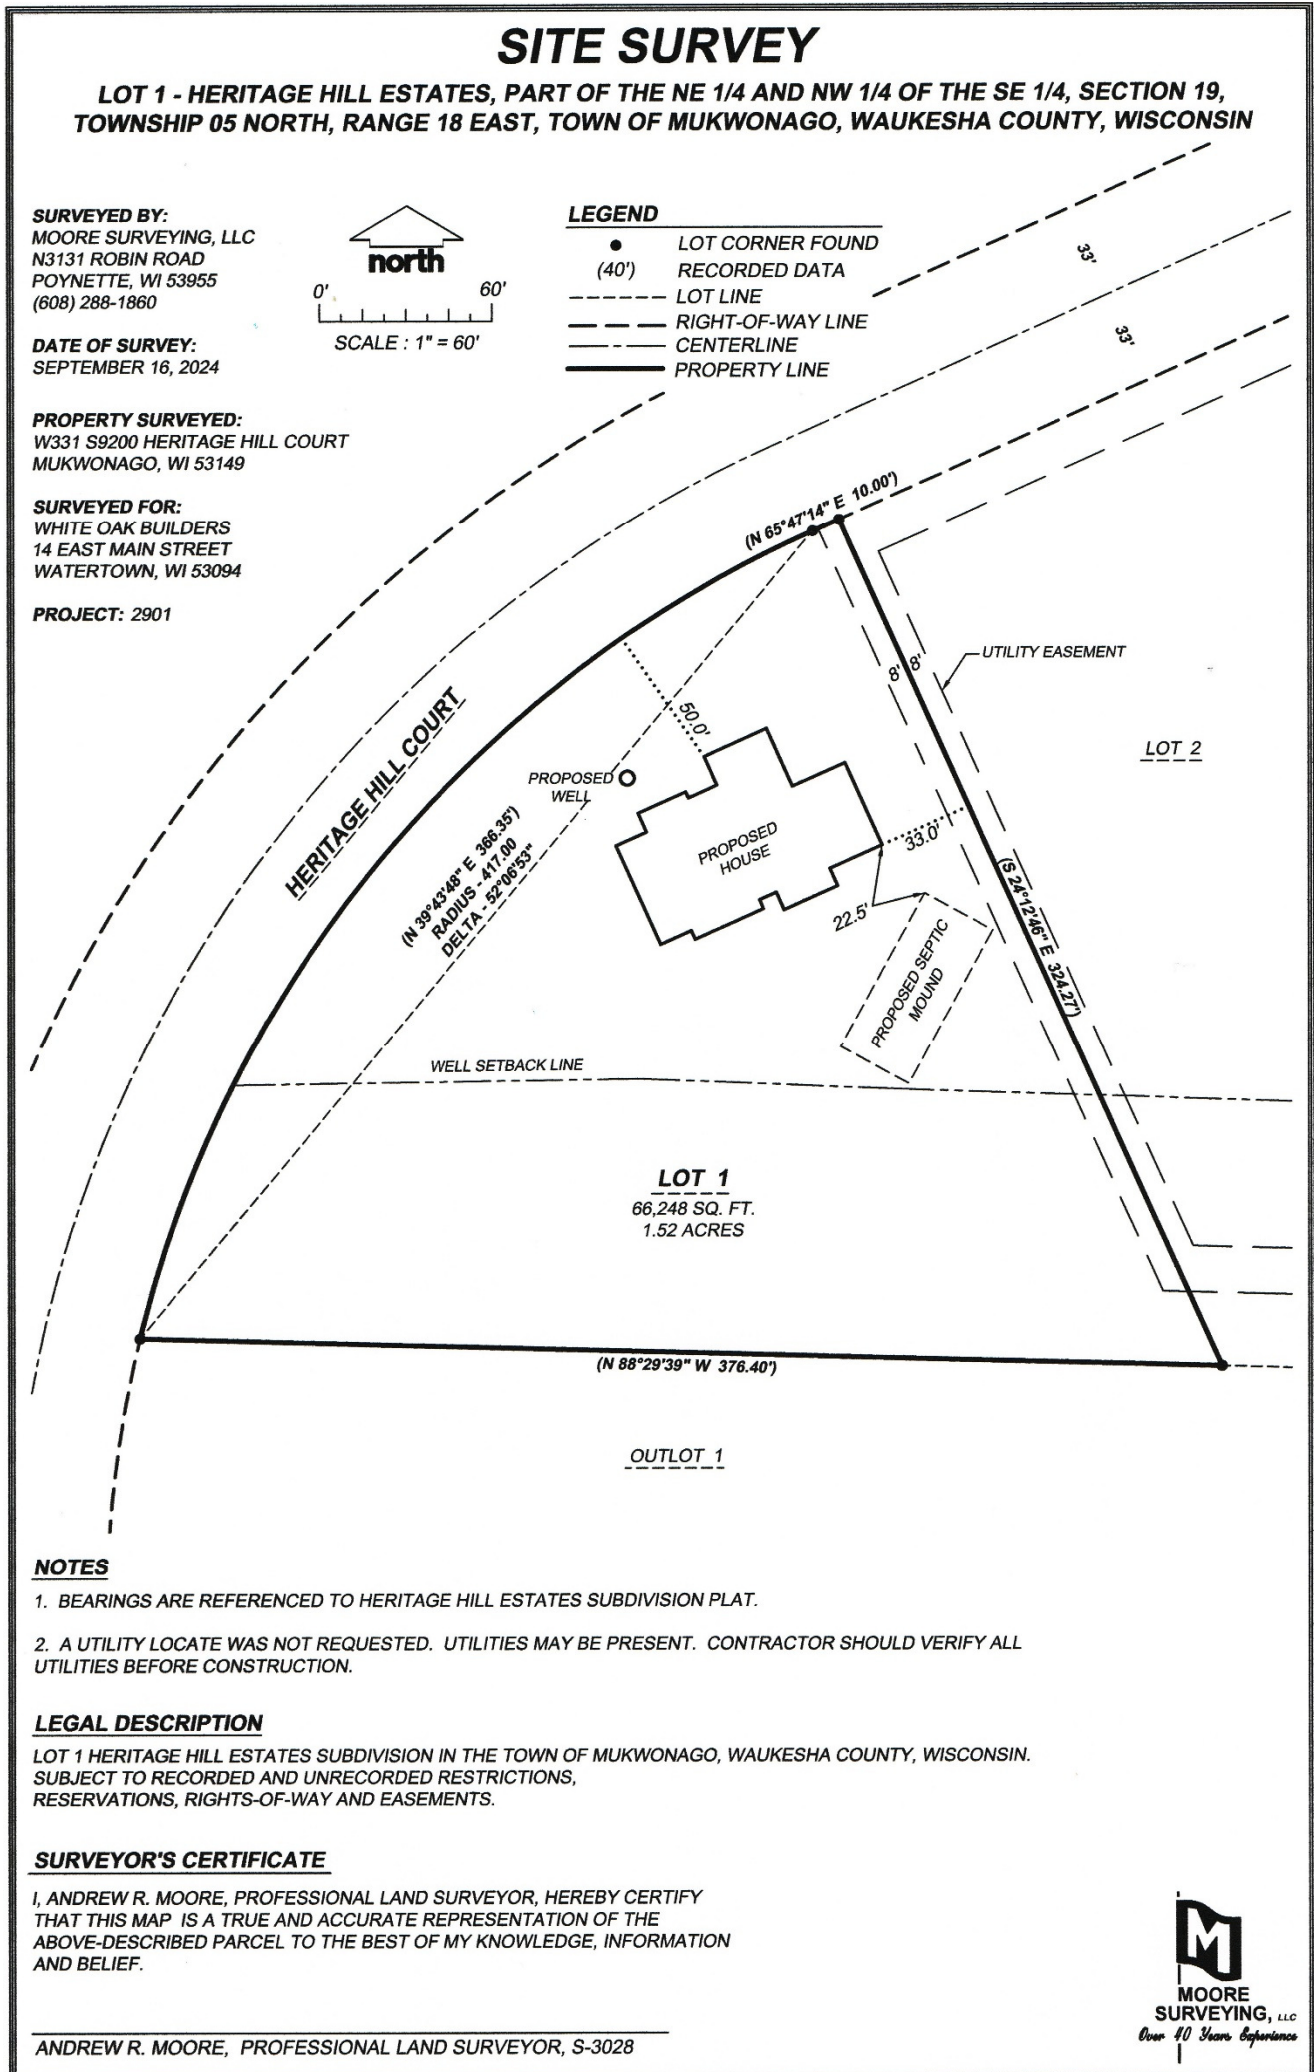 SITE SURVEY
LOT 1 - HERITAGE HILL ESTATES, PART OF THE NE 1/4 AND NW 1/4 OF THE SE 1/4, SECTION 19,
TOWNSHIP 05 NORTH, RANGE 18 EAST, TOWN OF MUKWONAGO, WAUKESHA COUNTY, WISCONSIN
SURVEYED BY:
MOORE SURVEYING, LLC
N3131 ROBIN ROAD
POYNETTE, WI 53955
(608) 288-1860
DATE OF SURVEY:
SEPTEMBER 16, 2024
PROPERTY SURVEYED:
W331 S9200 HERITAGE HILL COURT
MUKWONAGO, WI 53149
SURVEYED FOR:
WHITE OAK BUILDERS
14 EAST MAIN STREET
WATERTOWN, WI 53094
PROJECT: 2901
north
0' 60'
SCALE : 1" = 60'
LEGEND
LOT CORNER FOUND
(40') RECORDED DATA
LOT LINE
RIGHT-OF-WAY LINE
CENTERLINE
PROPERTY LINE
33'
33'
(N 65°47'14" E 10.00')
8' 8'
UTILITY EASEMENT
LOT 2
HERITAGE HILL COURT
50.0'
PROPOSED
WELL
(N 39°43'48" E 366.35')
RADIUS - 417.00
DELTA - 52°06'53"
PROPOSED
HOUSE
33.0'
22.5'
(S 24°12'46" E 324.27')
PROPOSED SEPTIC
MOUND
WELL SETBACK LINE
LOT 1
66,248 SQ. FT.
1.52 ACRES
(N 88°29'39" W 376.40')
OUTLOT 1
NOTES
1. BEARINGS ARE REFERENCED TO HERITAGE HILL ESTATES SUBDIVISION PLAT.
2. A UTILITY LOCATE WAS NOT REQUESTED. UTILITIES MAY BE PRESENT. CONTRACTOR SHOULD VERIFY ALL
UTILITIES BEFORE CONSTRUCTION.
LEGAL DESCRIPTION
LOT 1 HERITAGE HILL ESTATES SUBDIVISION IN THE TOWN OF MUKWONAGO, WAUKESHA COUNTY, WISCONSIN.
SUBJECT TO RECORDED AND UNRECORDED RESTRICTIONS,
RESERVATIONS, RIGHTS-OF-WAY AND EASEMENTS.
SURVEYOR'S CERTIFICATE
I, ANDREW R. MOORE, PROFESSIONAL LAND SURVEYOR, HEREBY CERTIFY
THAT THIS MAP IS A TRUE AND ACCURATE REPRESENTATION OF THE
ABOVE-DESCRIBED PARCEL TO THE BEST OF MY KNOWLEDGE, INFORMATION
AND BELIEF.
ANDREW R. MOORE, PROFESSIONAL LAND SURVEYOR, S-3028
M
MOORE
SURVEYING, LLC
Over 40 Years Experience